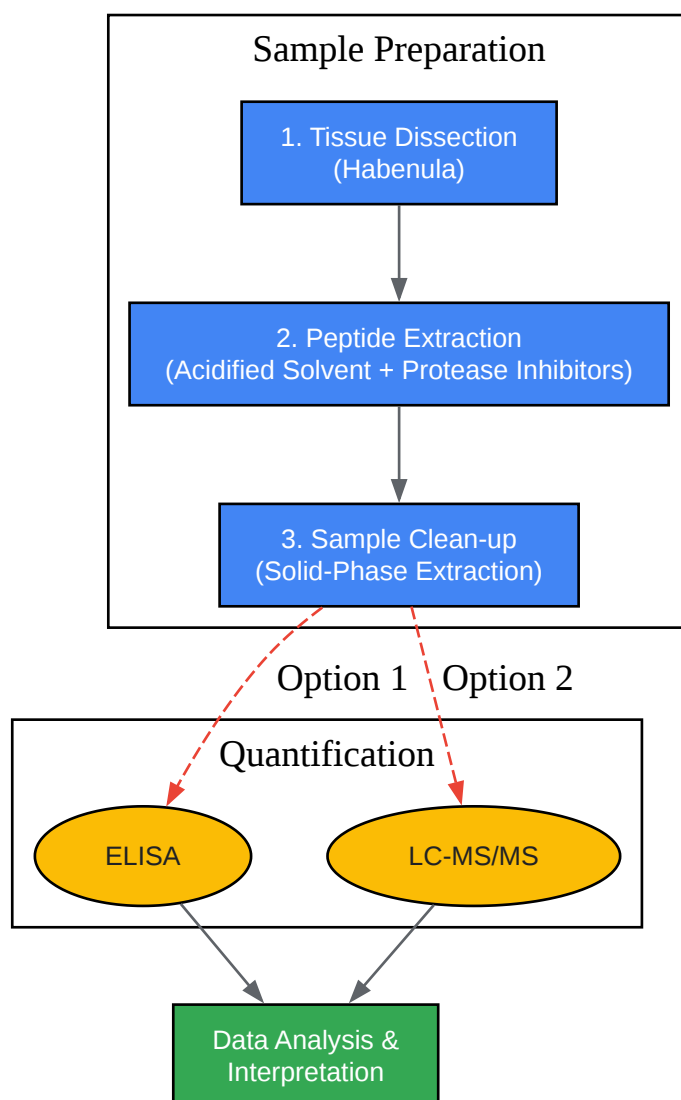 Sample Preparation
1. Tissue Dissection
(Habenula)
2. Peptide Extraction
(Acidified Solvent + Protease Inhibitors)
3. Sample Clean-up
(Solid-Phase Extraction)
Option 1
Option 2
Quantification
ELISA
LC-MS/MS
Data Analysis &
Interpretation